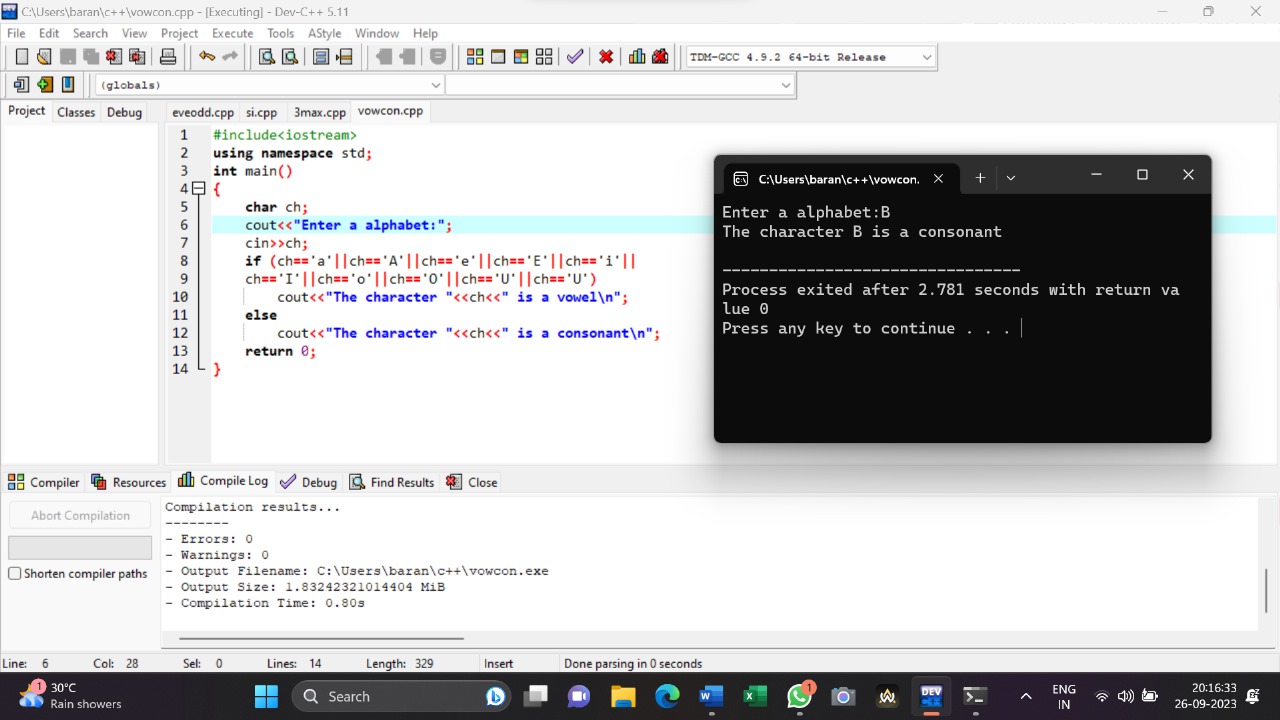 C:\Users\baran\c++\vowcon.cpp - [Executing] - Dev-C++ 5.11
File Edit Search View Project Execute Tools AStyle Window Help
TDM-GCC 4.9.2 64-bit Release
(globals)
Project Classes Debug
eveodd.cpp si.cpp 3max.cpp vowcon.cpp
1 #include<iostream>
2 using namespace std;
3 int main()
4 {
5 char ch;
6 cout<<"Enter a alphabet:";
7 cin>>ch;
8 if (ch=='a'||ch=='A'||ch=='e'||ch=='E'||ch=='i'||
9 ch=='I'||ch=='o'||ch=='O'||ch=='U'||ch=='U')
10 cout<<"The character "<<ch<<" is a vowel\n";
11 else
12 cout<<"The character "<<ch<<" is a consonant\n";
13 return 0;
14 }
C:\Users\baran\c++\vowcon.
Enter a alphabet:B
The character B is a consonant
--------------------------------
Process exited after 2.781 seconds with return va
lue 0
Press any key to continue . . .
Compiler Resources Compile Log Debug Find Results Close
Abort Compilation
Shorten compiler paths
Compilation results...
--------
- Errors: 0
- Warnings: 0
- Output Filename: C:\Users\baran\c++\vowcon.exe
- Output Size: 1.83242321014404 MiB
- Compilation Time: 0.80s
Line: 6 Col: 28 Sel: 0 Lines: 14 Length: 329 Insert Done parsing in 0 seconds
1
30°C
Rain showers
Search
1
DEV
ENG
IN
20:16:33
26-09-2023